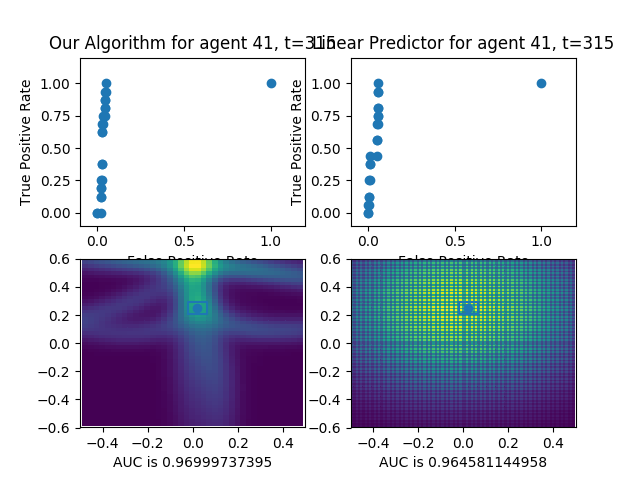 Our Algorithm for agent 41, t=315
Linear Predictor for agent 41, t=315
True Positive Rate
1.00
0.75
0.50
0.25
0.00
0.0 0.5 1.0
False Positive Rate
True Positive Rate
1.00
0.75
0.50
0.25
0.00
0.0 0.5 1.0
False Positive Rate
0.6
0.4
0.2
0.0
−0.2
−0.4
−0.6
−0.4 −0.2 0.0 0.2 0.4
AUC is 0.96999737395
0.6
0.4
0.2
0.0
−0.2
−0.4
−0.6
−0.4 −0.2 0.0 0.2 0.4
AUC is 0.964581144958